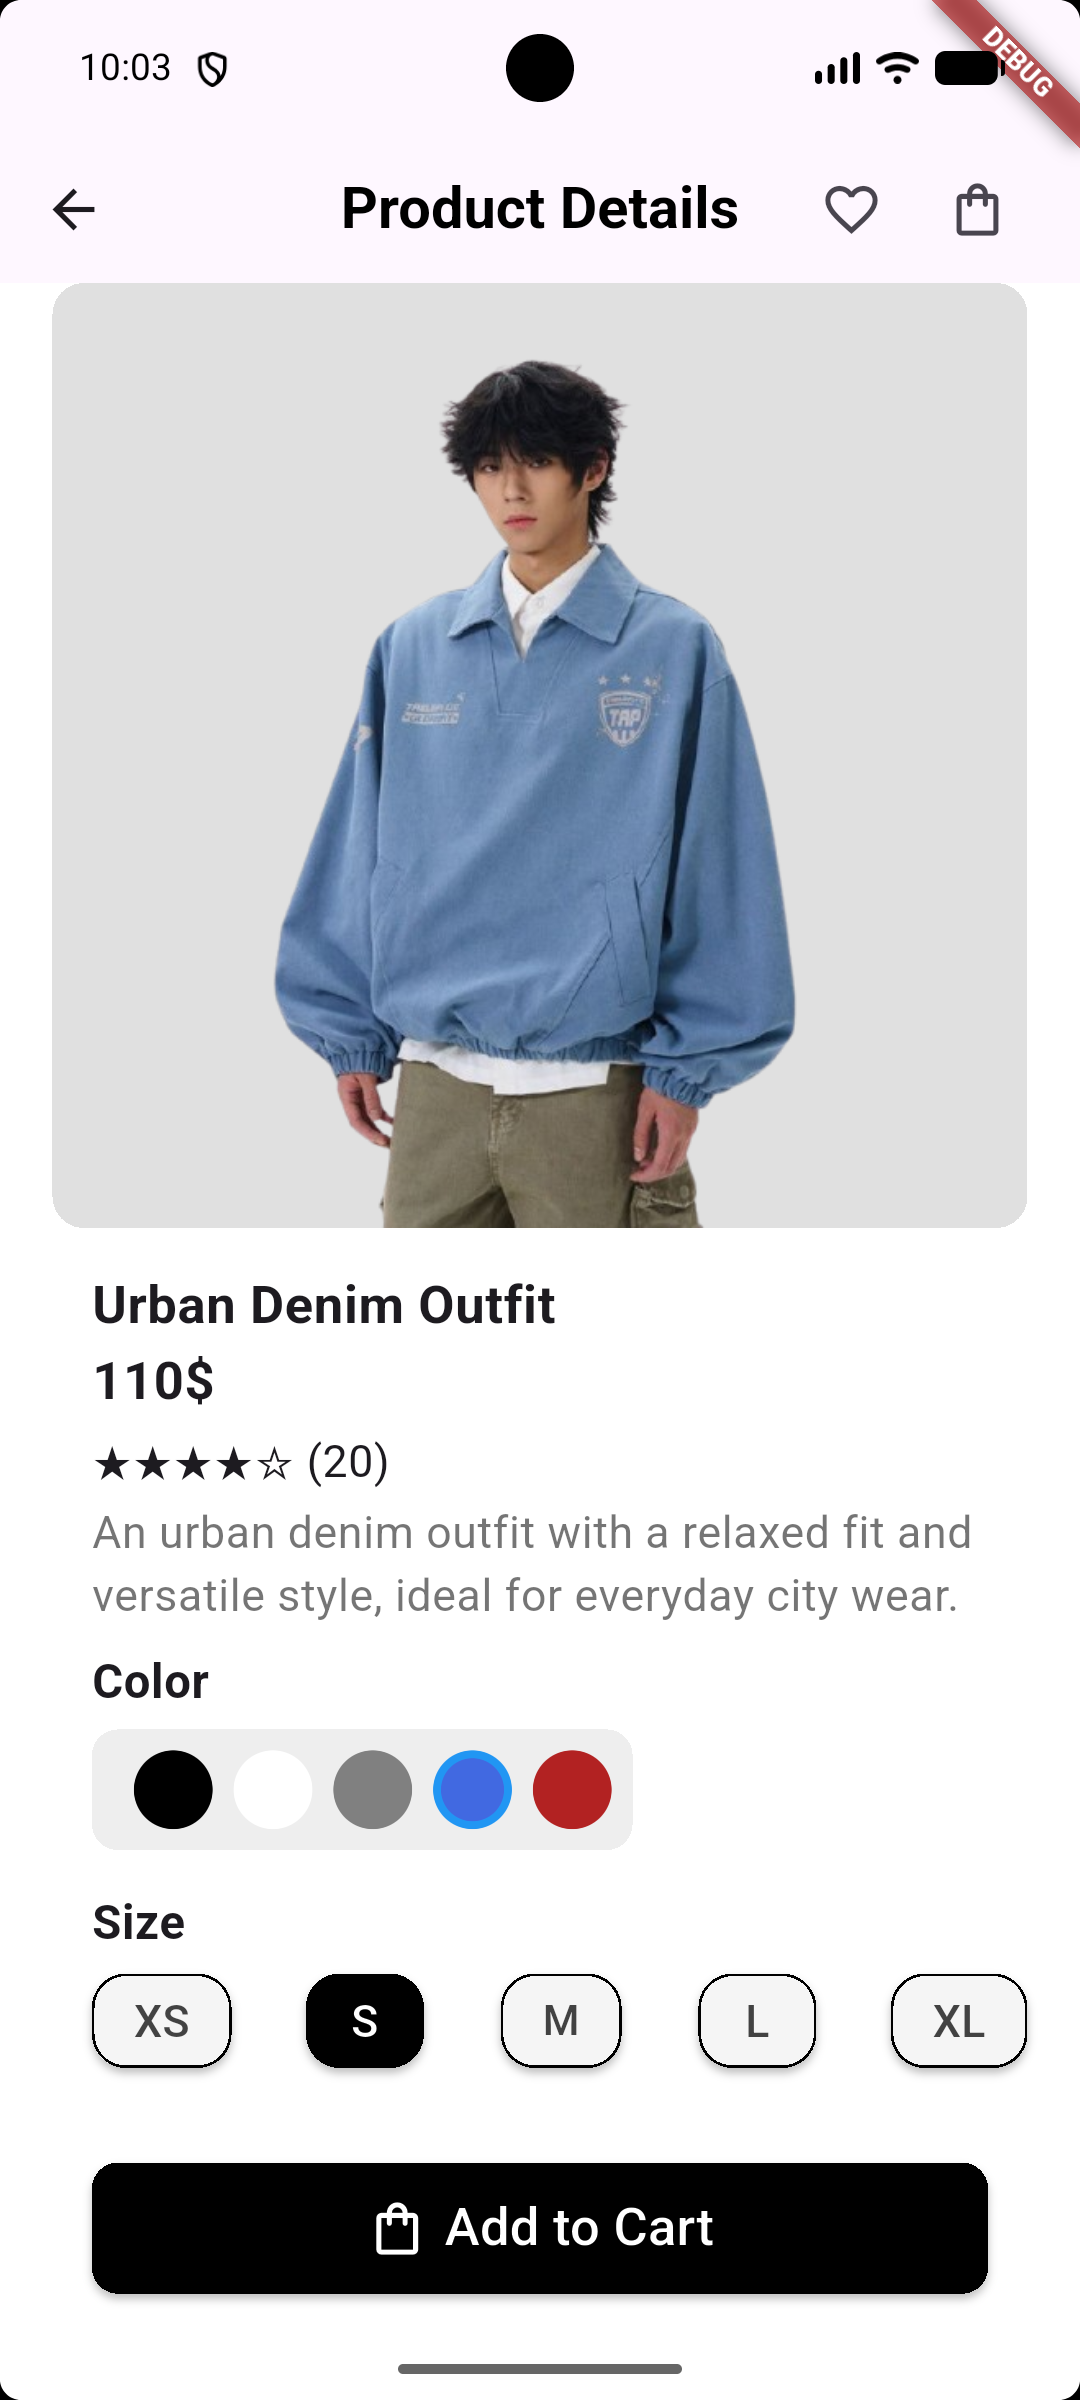 10:03
DEBUG
Product Details
TAP
Urban Denim Outfit
110$
★★★★☆ (20)
An urban denim outfit with a relaxed fit and
versatile style, ideal for everyday city wear.
Color
Size
XS S M L XL
Add to Cart